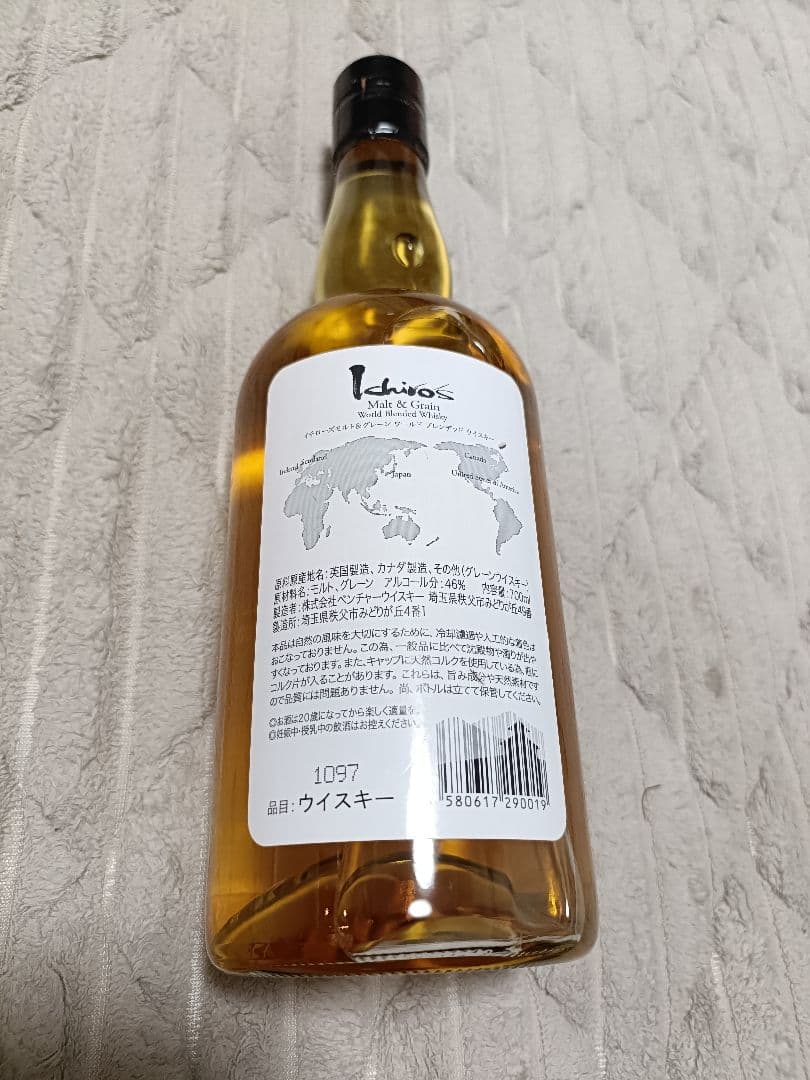 Ichiro's
Malt & Grain
World Blended Whisky
イチローズモルト&グレーン ワールド ブレンデッド ウイスキー
Ireland Scotland
Canada
Japan
United States of America
原料原産地名:英国製造、カナダ製造、その他(グレーンウイスキー)
原材料名:モルト、グレーン アルコール分:46% 内容量:700ml
製造者:株式会社ベンチャーウイスキー 埼玉県秩父市みどりが丘49番
製造所:埼玉県秩父市みどりが丘4番1
本品は自然の風味を大切にするために、冷却濾過や人工的な着色は
おこなっておりません。この為、一般品に比べて沈殿物や濁りが出や
すくなっております。また、キャップに天然コルクを使用している為、稀に
コルク片が入ることがあります。これらは、旨み成分や天然素材です
ので品質には問題ありません。尚、ボトルは立てて保管してください。
◎お酒は20歳になってから楽しく適量を。
◎妊娠中・授乳中の飲酒はお控えください。
1097
品目:ウイスキー
580617 290019